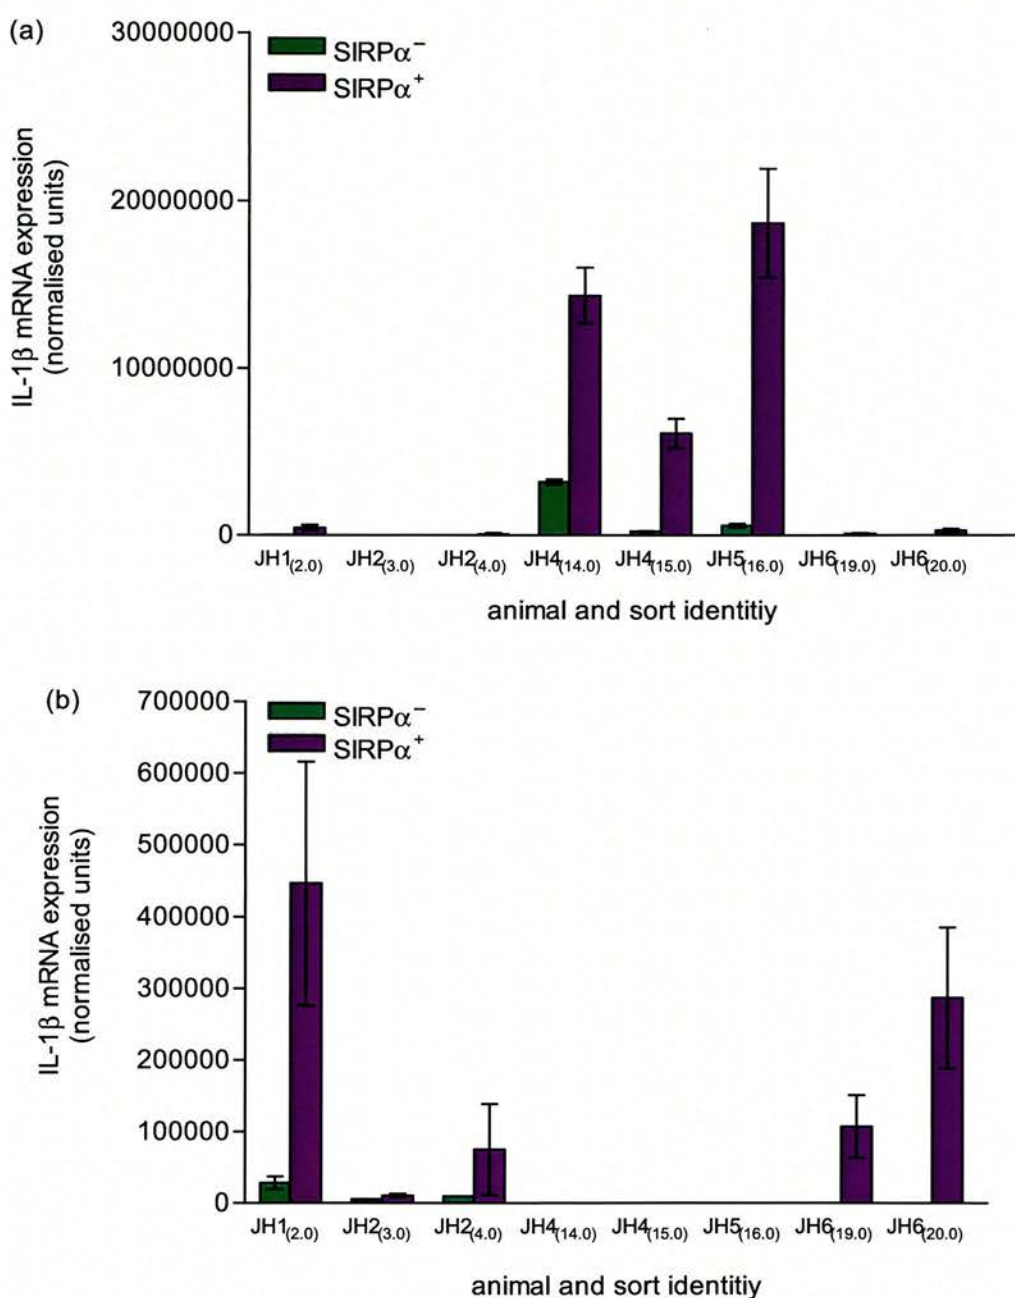 (a)
30000000
20000000
10000000
0
IL-1β mRNA expression
(normalised units)
SIRPα⁻
SIRPα⁺
JH1(2.0) JH2(3.0) JH2(4.0) JH4(14.0) JH4(15.0) JH5(16.0) JH6(19.0) JH6(20.0)
animal and sort identitiy
(b)
700000
600000
500000
400000
300000
200000
100000
0
IL-1β mRNA expression
(normalised units)
SIRPα⁻
SIRPα⁺
JH1(2.0) JH2(3.0) JH2(4.0) JH4(14.0) JH4(15.0) JH5(16.0) JH6(19.0) JH6(20.0)
animal and sort identitiy